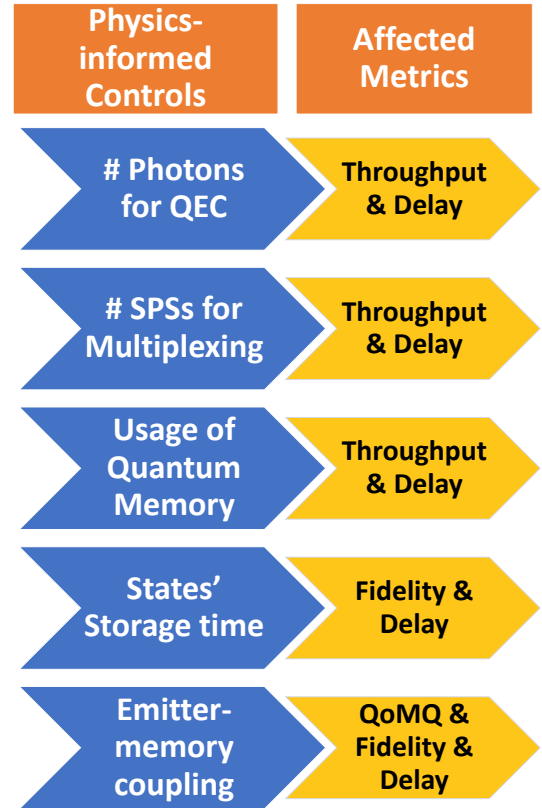 Physics-
informed
Controls
Affected
Metrics
# Photons
for QEC
Throughput
& Delay
# SPSs for
Multiplexing
Throughput
& Delay
Usage of
Quantum
Memory
Throughput
& Delay
States’
Storage time
Fidelity &
Delay
Emitter-
memory
coupling
QoMQ &
Fidelity &
Delay